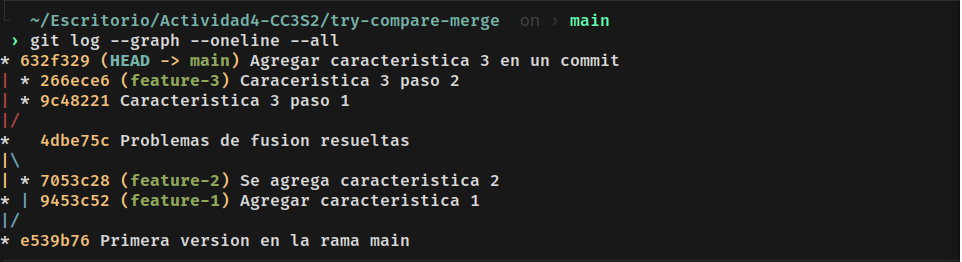 ~/Escritorio/Actividad4-CC3S2/try-compare-merge on › main
› git log --graph --oneline --all
* 632f329 (HEAD -> main) Agregar caracteristica 3 en un commit
| * 266ece6 (feature-3) Caraceristica 3 paso 2
| * 9c48221 Caracteristica 3 paso 1
|/
*   4dbe75c Problemas de fusion resueltas
|\
| * 7053c28 (feature-2) Se agrega caracteristica 2
* | 9453c52 (feature-1) Agregar caracteristica 1
|/
* e539b76 Primera version en la rama main